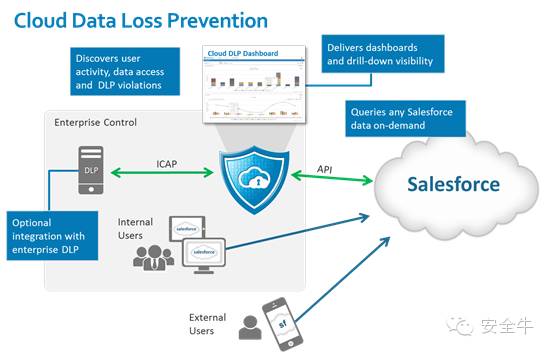 Cloud Data Loss Prevention
Discovers user
activity, data access
and DLP violations
Cloud DLP Dashboard
Delivers dashboards
and drill-down visibility
Queries any Salesforce
data on-demand
Enterprise Control
DLP
ICAP
API
Salesforce
Optional
integration with
enterprise DLP
Internal
Users
salesforce
salesforce
External
Users
sf
安全牛